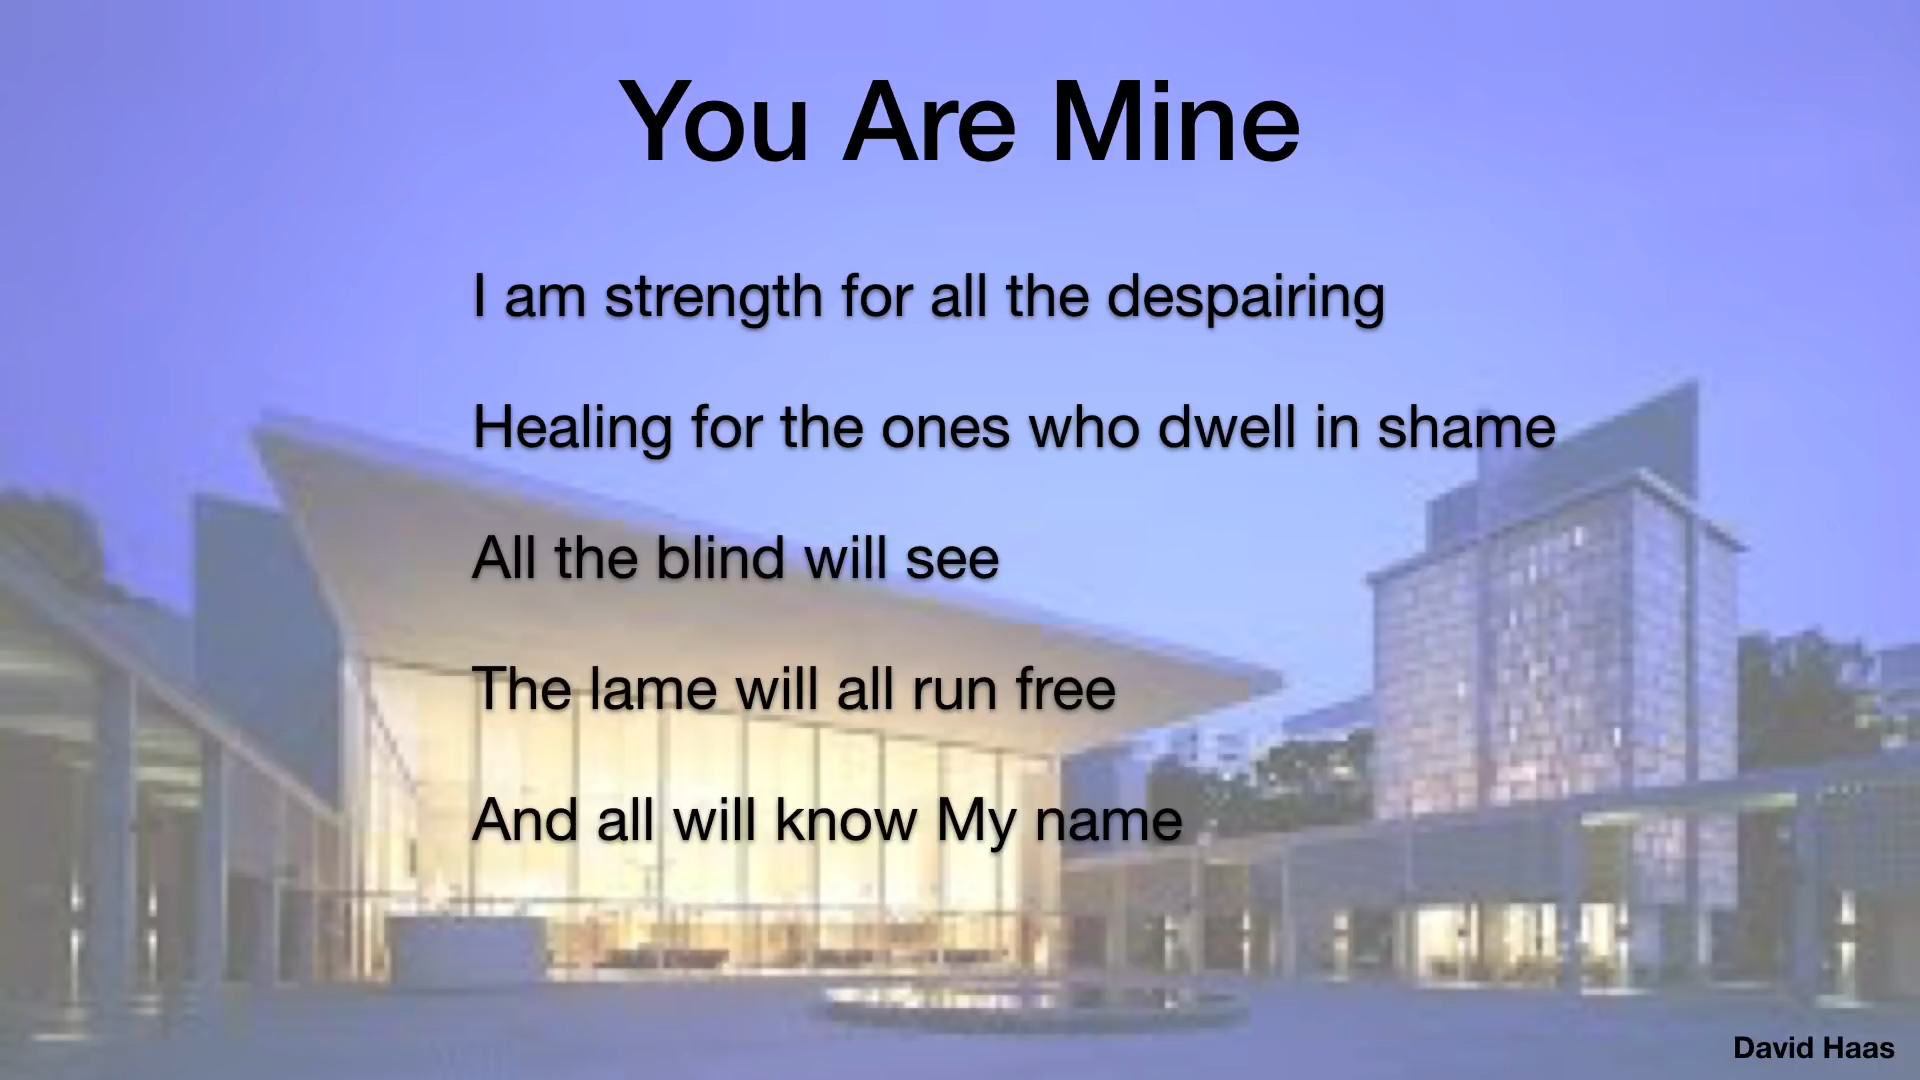 You Are Mine
I am strength for all the despairing
Healing for the ones who dwell in shame
All the blind will see
The lame will all run free
And all will know My name
David Haas